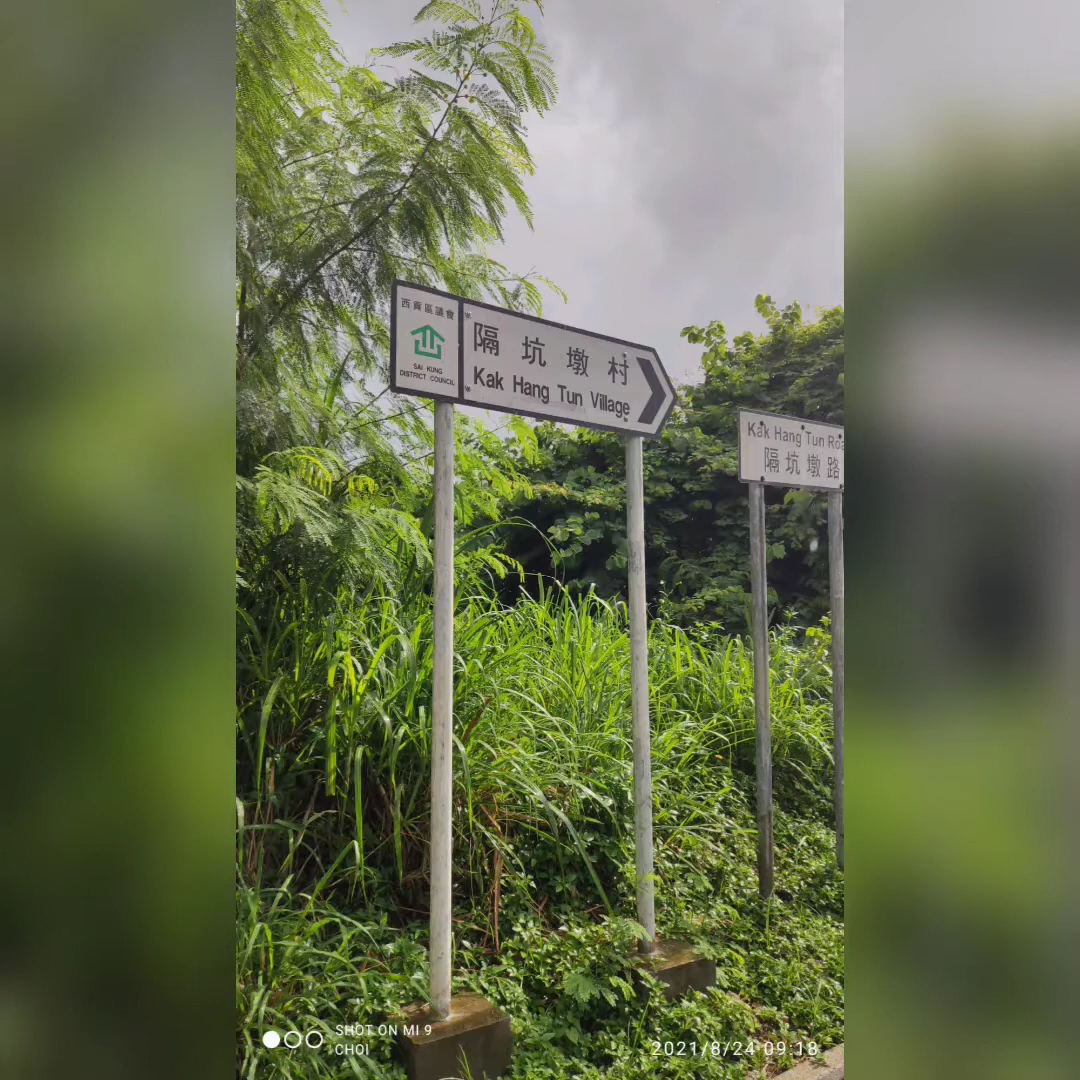 西貢區議會
SAI KUNG
DISTRICT COUNCIL
隔坑墩村
Kak Hang Tun Village
Kak Hang Tun Roa
隔坑墩路
SHOT ON MI 9
CHOI
2021/8/24 09:18